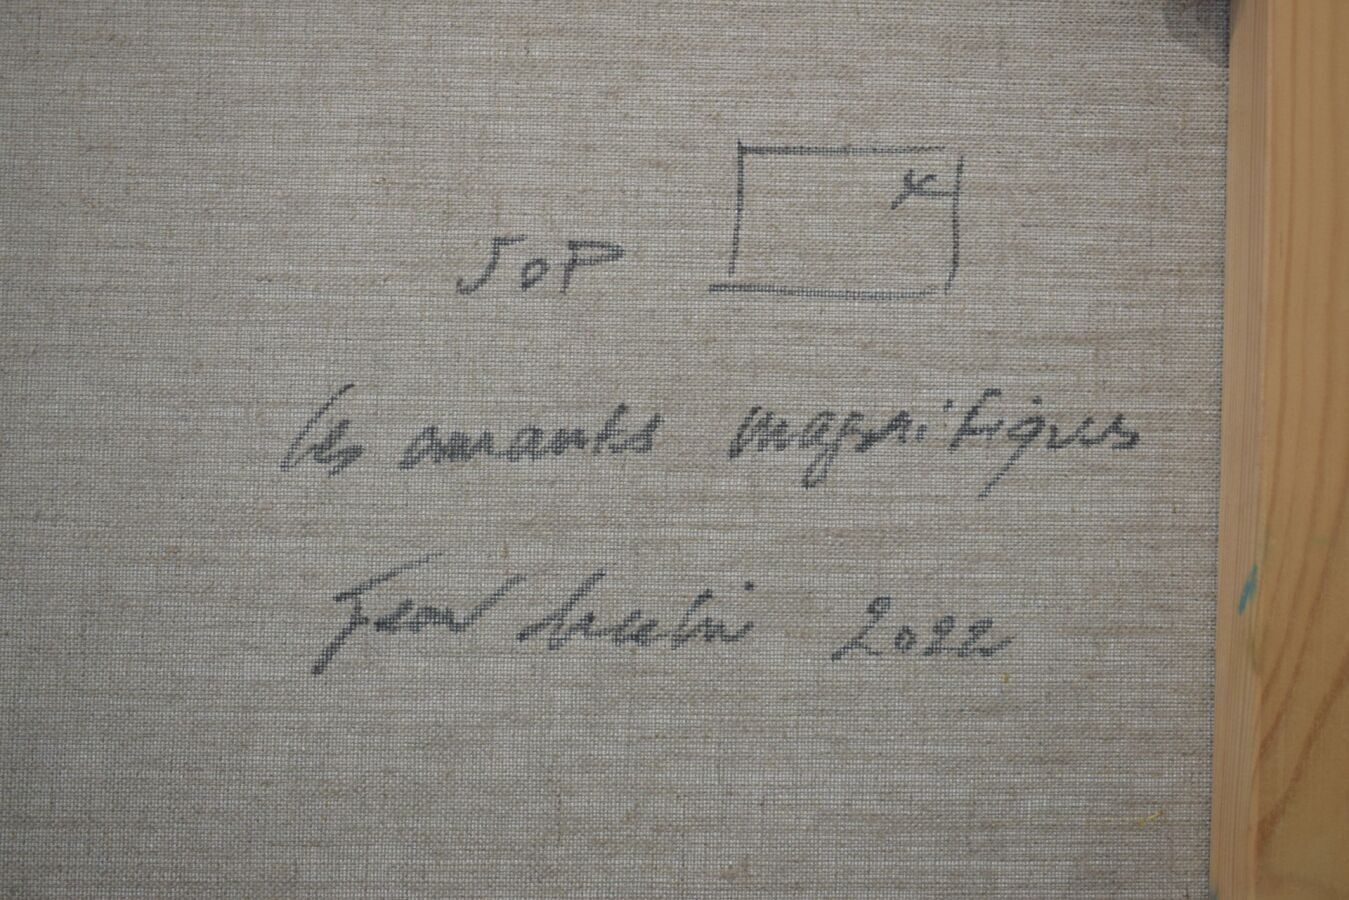 50P x
les amants magnifiques
2022